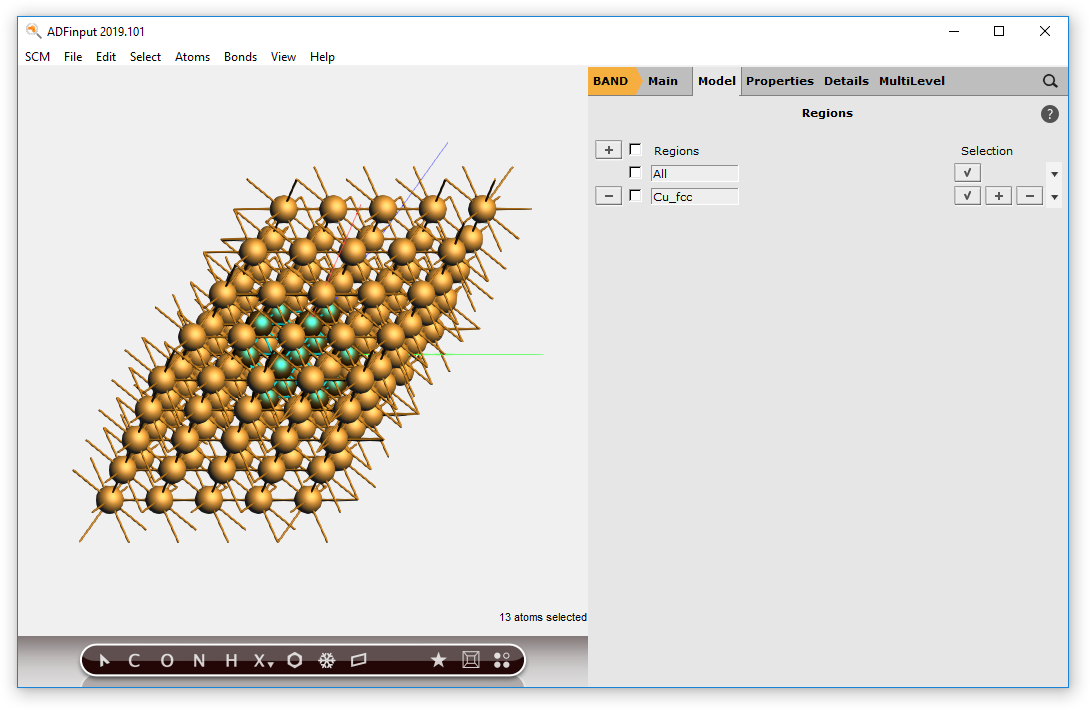 ADFinput 2019.101
SCM File Edit Select Atoms Bonds View Help
BAND Main Model Properties Details MultiLevel
Regions
?
+ Regions Selection
All √
− Cu_fcc √ + −
13 atoms selected
C O N H X